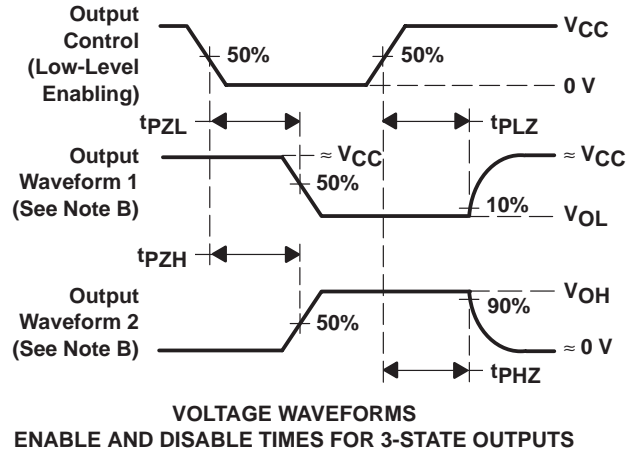 Output
Control
(Low-Level
Enabling)
50%
50%
VCC
0 V
tPZL
tPLZ
Output
Waveform 1
(See Note B)
≈ VCC
50%
≈ VCC
10%
VOL
tPZH
Output
Waveform 2
(See Note B)
50%
VOH
90%
≈ 0 V
tPHZ
VOLTAGE WAVEFORMS
ENABLE AND DISABLE TIMES FOR 3-STATE OUTPUTS